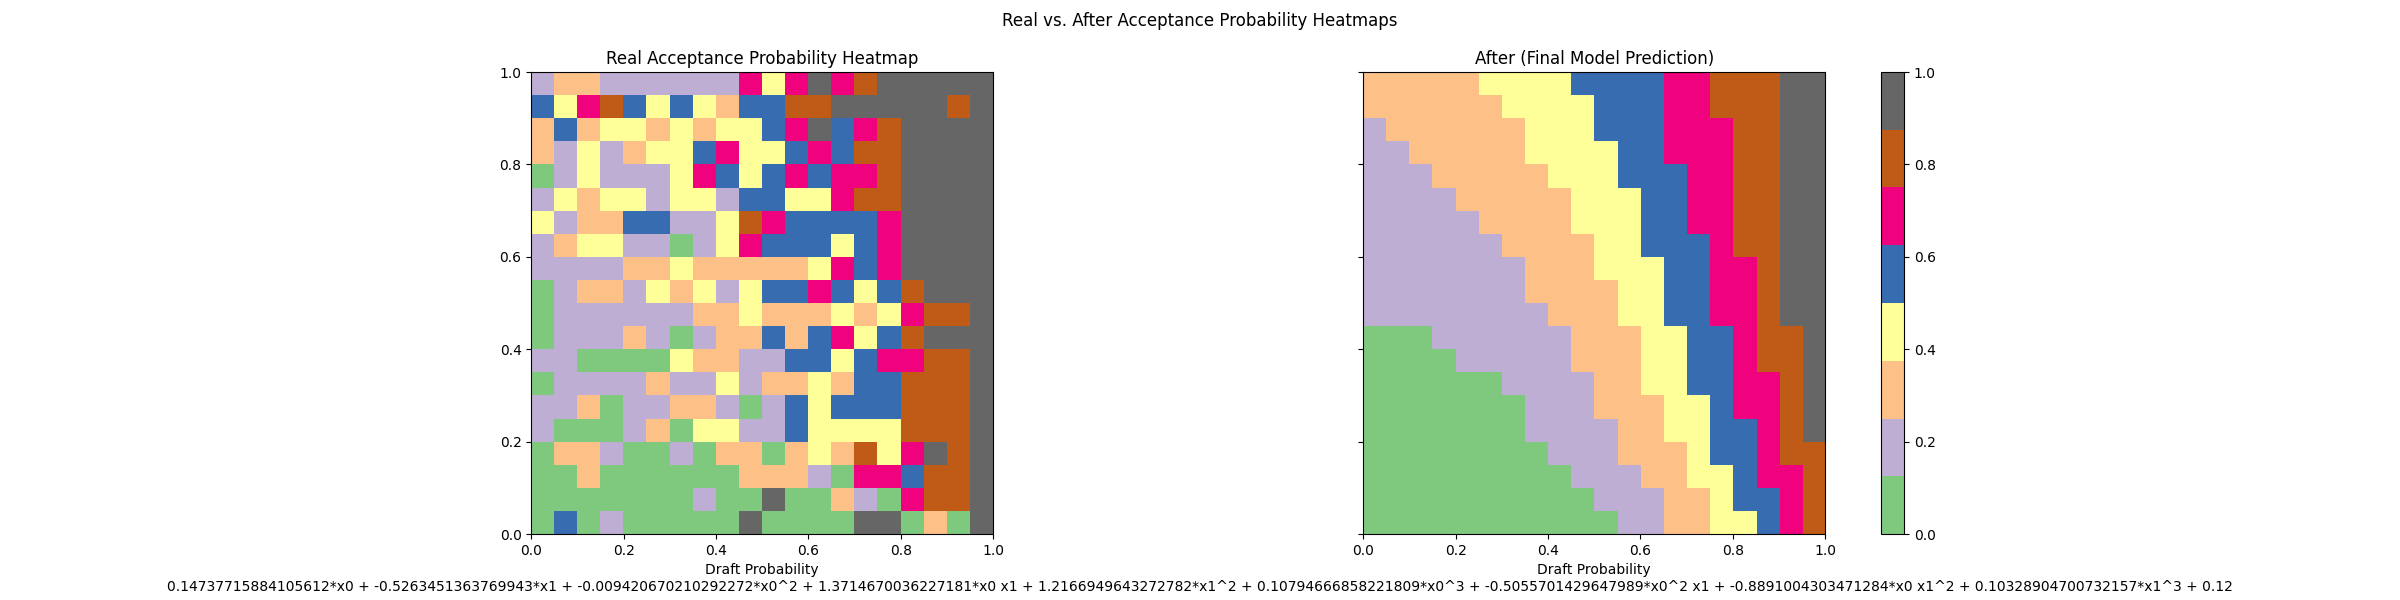 Real vs. After Acceptance Probability Heatmaps
Real Acceptance Probability Heatmap
1.0
0.8
0.6
0.4
0.2
0.0
0.0 0.2 0.4 0.6 0.8 1.0
Draft Probability
After (Final Model Prediction)
0.0 0.2 0.4 0.6 0.8 1.0
Draft Probability
1.0
0.8
0.6
0.4
0.2
0.0
0.14737715884105612*x0 + -0.5263451363769943*x1 + -0.009420670210292272*x0^2 + 1.3714670036227181*x0 x1 + 1.2166949643272782*x1^2 + 0.10794666858221809*x0^3 + -0.5055701429647989*x0^2 x1 + -0.8891004303471284*x0 x1^2 + 0.10328904700732157*x1^3 + 0.12